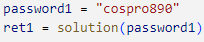 password1 = "cospro890"
ret1 = solution(password1)